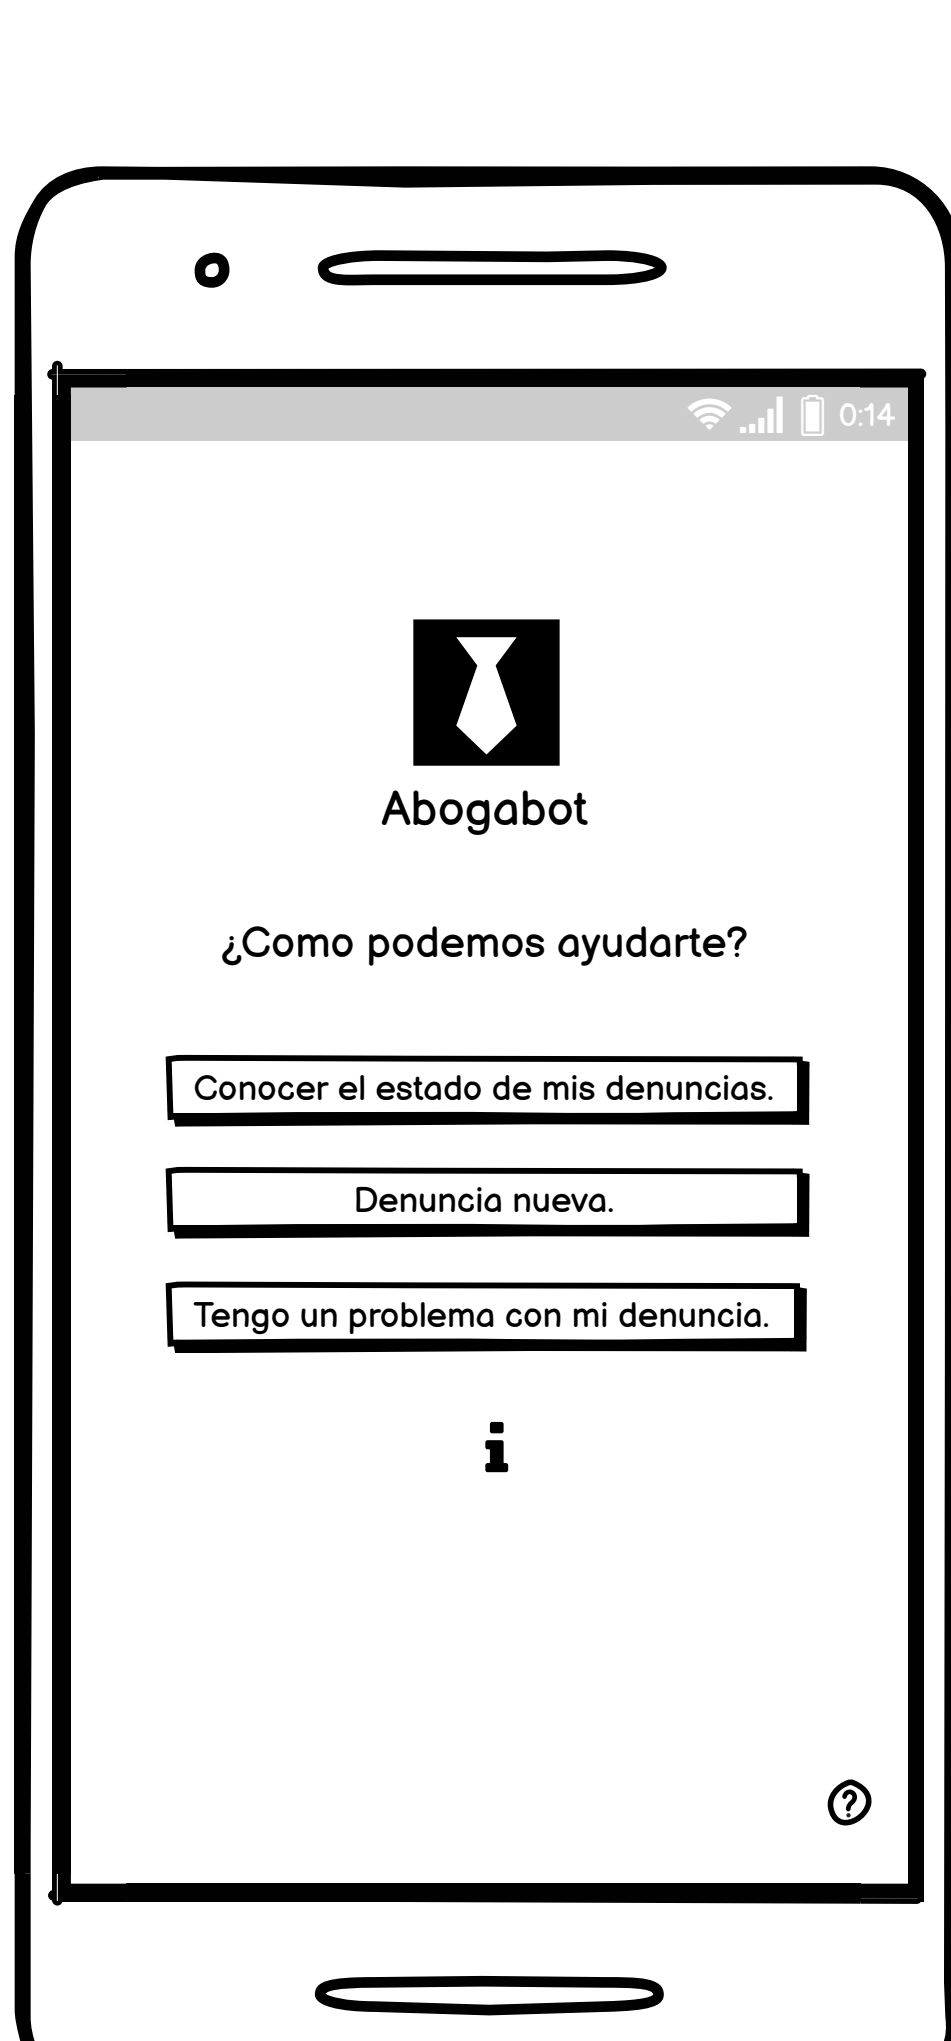 0:14
Abogabot
¿Como podemos ayudarte?
Conocer el estado de mis denuncias.
Denuncia nueva.
Tengo un problema con mi denuncia.
i
?